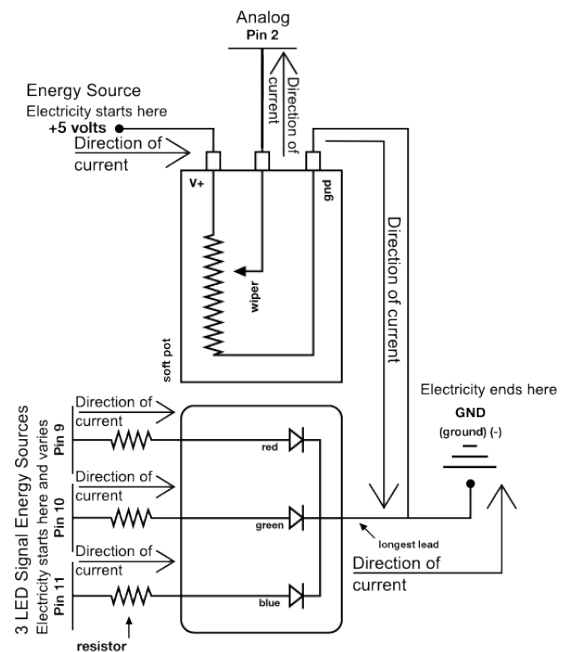 Analog
Pin 2
Energy Source
Electricity starts here
+5 volts
Direction of
current
Direction of
current
V+
gnd
wiper
soft pot
Direction of current
Electricity ends here
GND
(ground) (-)
3 LED Signal Energy Sources
Electricity starts here and varies
Direction of
current
Pin 9
red
Direction of
current
Pin 10
green
longest lead
Direction of
current
Direction of
current
Pin 11
blue
resistor